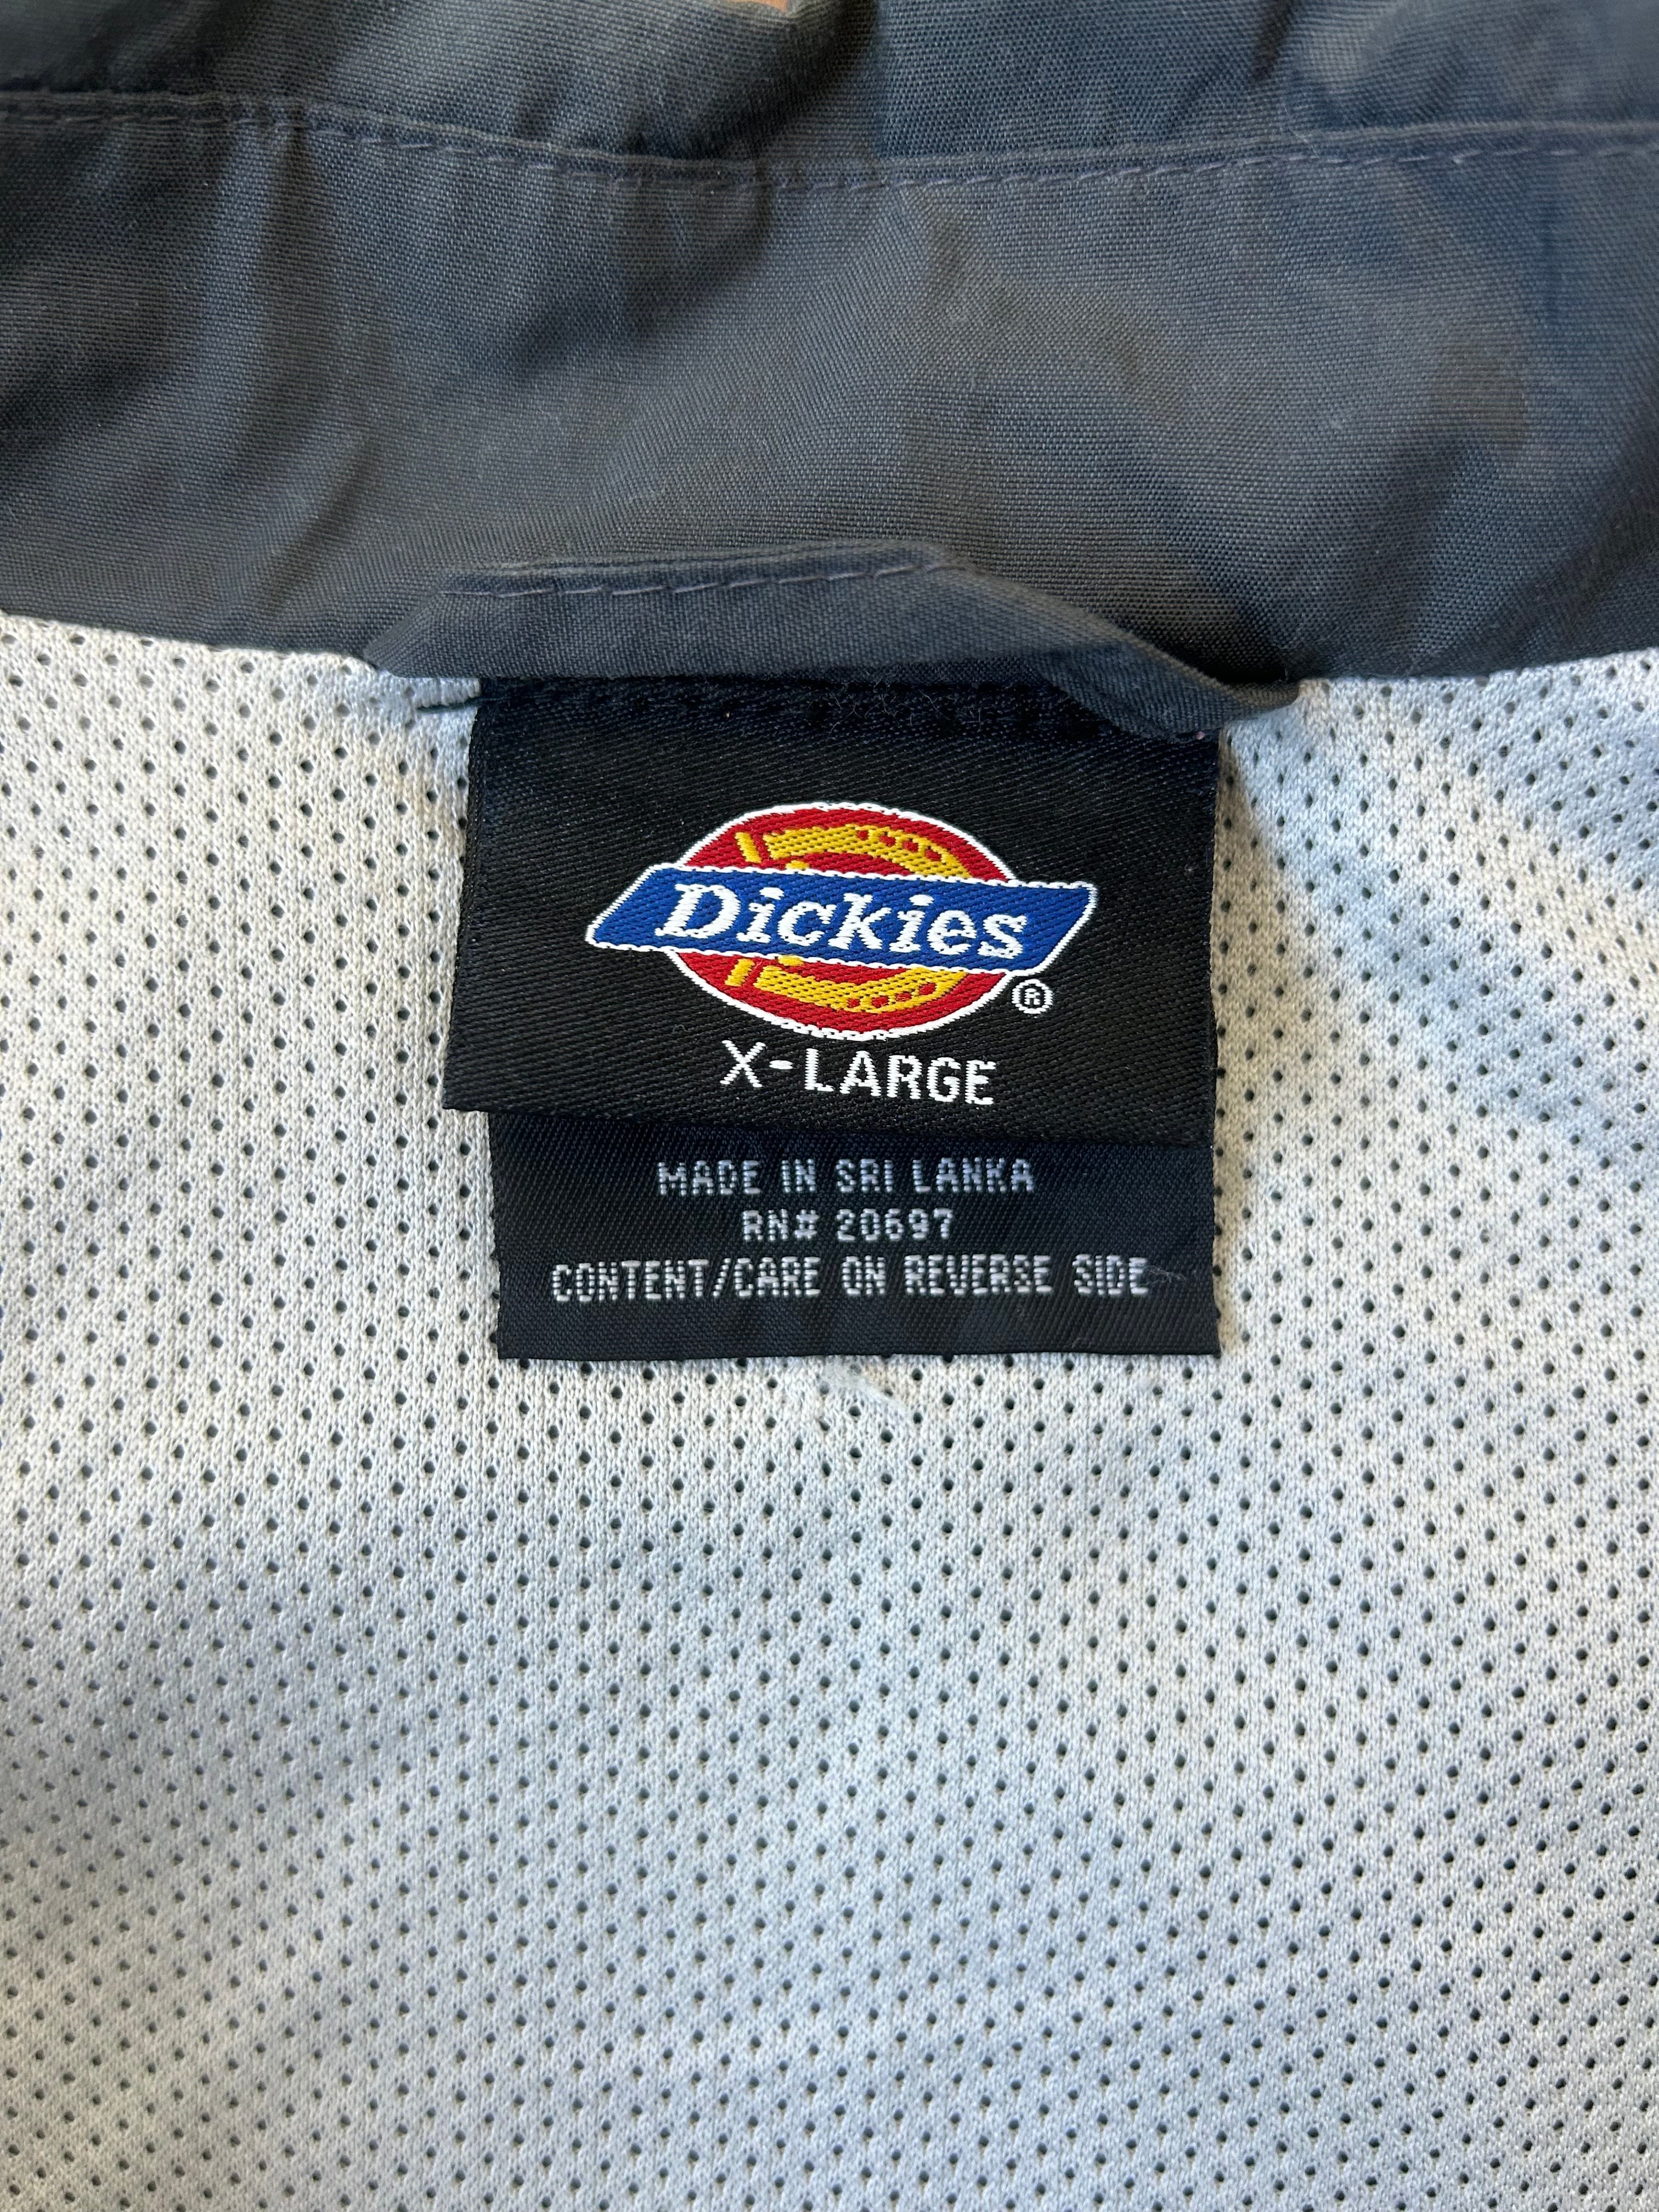 Dickies
®
X-LARGE
MADE IN SRI LANKA
RN# 20697
CONTENT/CARE ON REVERSE SIDE